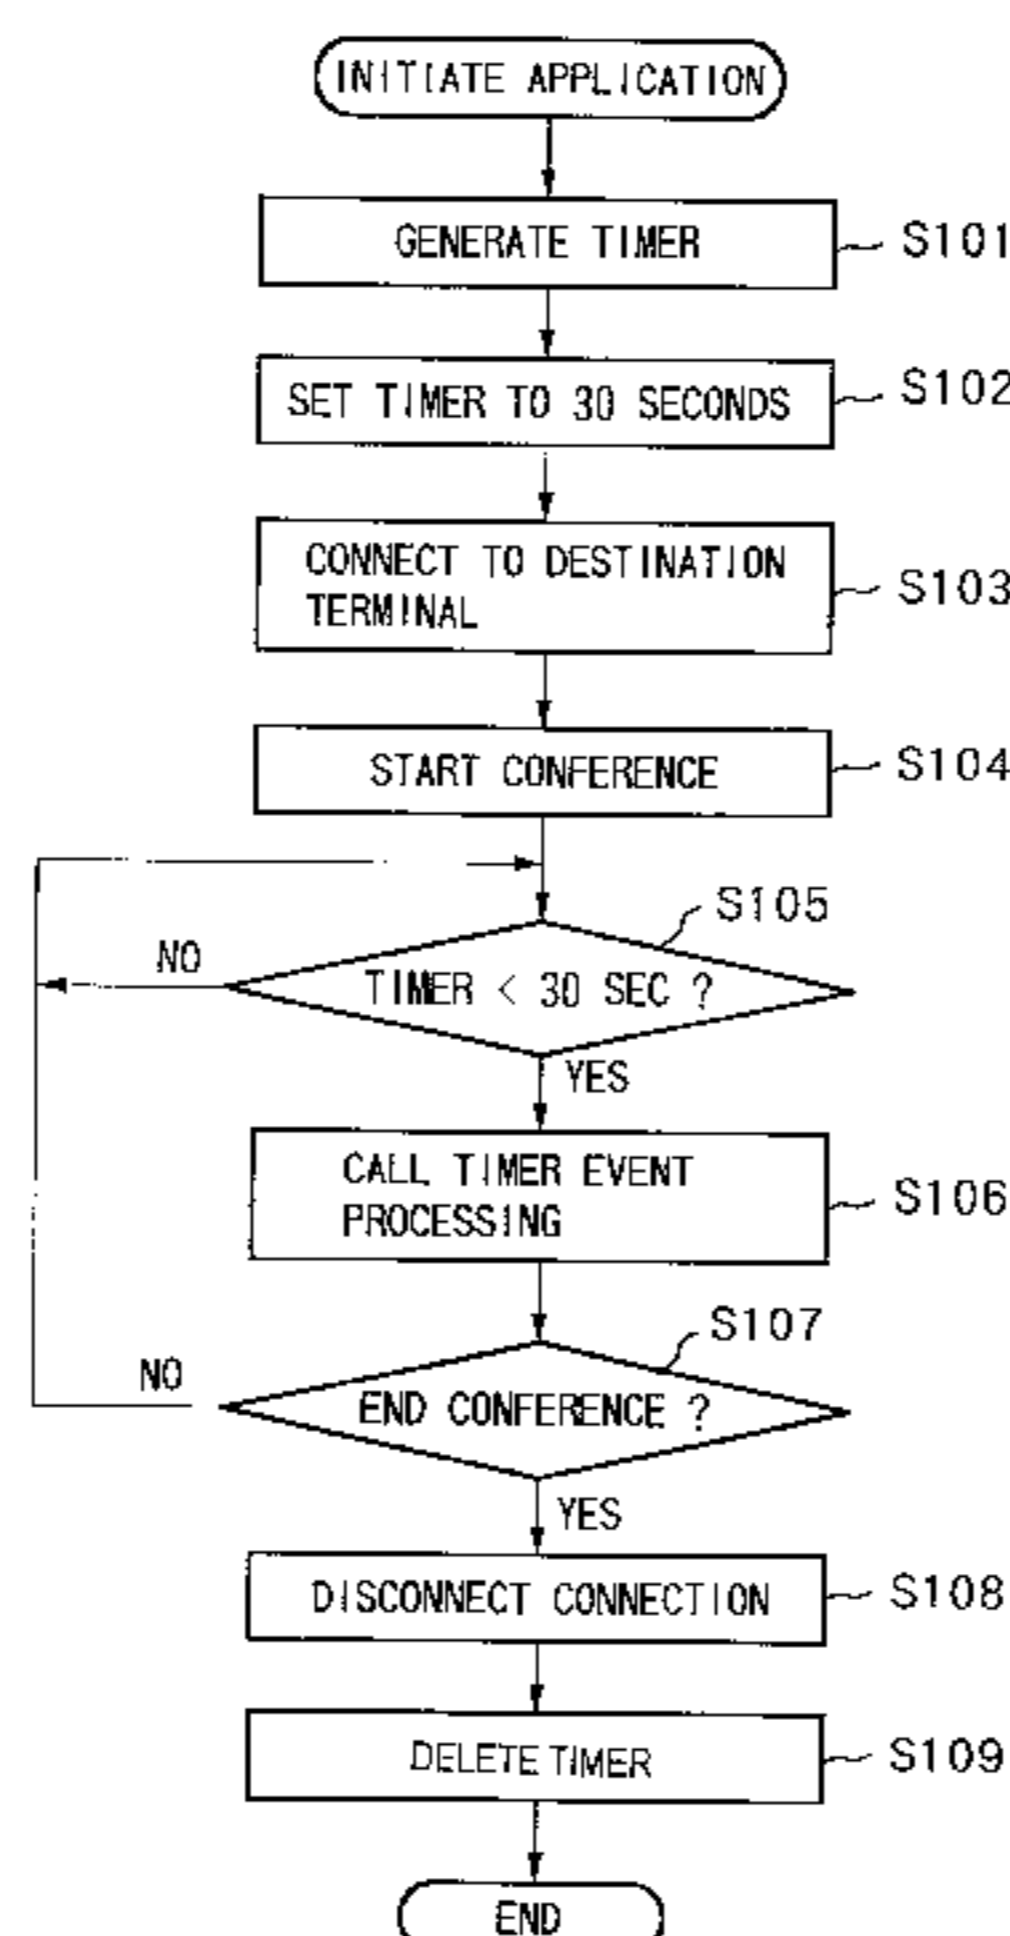 INITIATE APPLICATION
GENERATE TIMER
S101
SET TIMER TO 30 SECONDS
S102
CONNECT TO DESTINATION
TERMINAL
S103
START CONFERENCE
S104
S105
NO
TIMER < 30 SEC ?
YES
CALL TIMER EVENT
PROCESSING
S106
S107
NO
END CONFERENCE ?
YES
DISCONNECT CONNECTION
S108
DELETE TIMER
S109
END